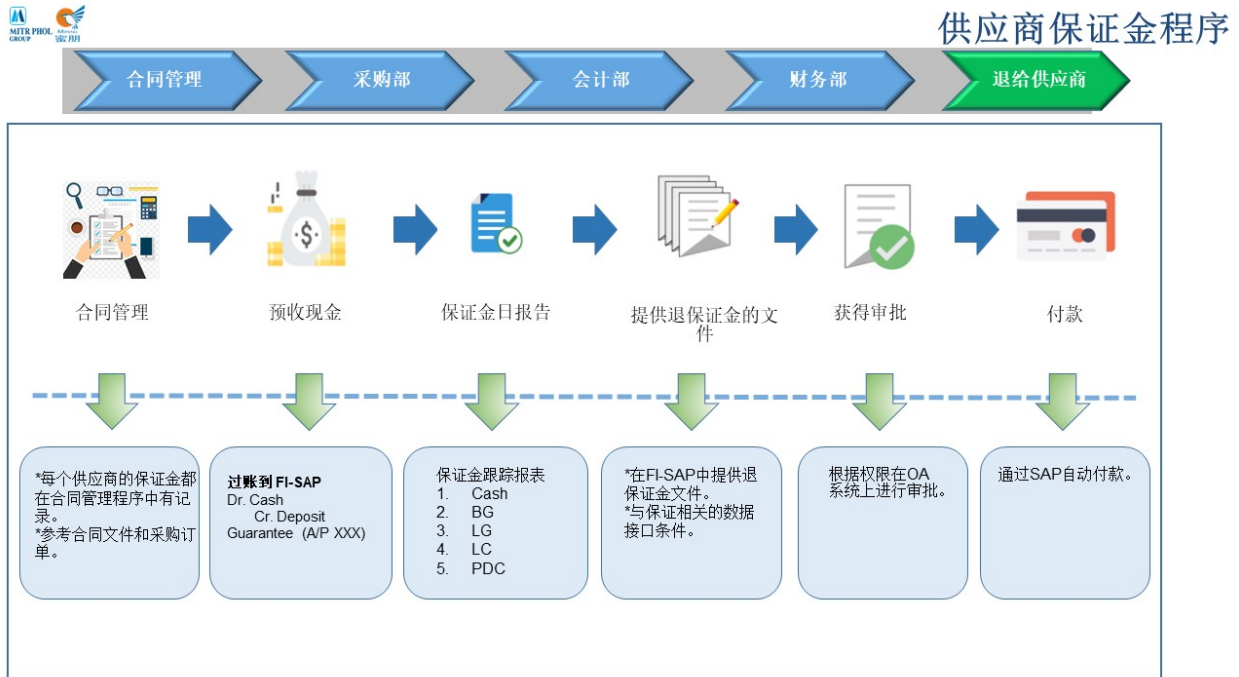 MITR PHOL
GROUP
蜜朋
供应商保证金程序
合同管理
采购部
会计部
财务部
退给供应商
合同管理
预收现金
保证金日报告
提供退保证金的文
件
获得审批
付款
*每个供应商的保证金都
在合同管理程序中有记
录。
*参考合同文件和采购订
单。
过账到 FI-SAP
Dr. Cash
Cr. Deposit
Guarantee (A/P XXX)
保证金跟踪报表
1. Cash
2. BG
3. LG
4. LC
5. PDC
*在FI-SAP中提供退
保证金文件。
*与保证相关的数据
接口条件。
根据权限在OA
系统上进行审批。
通过SAP自动付款。